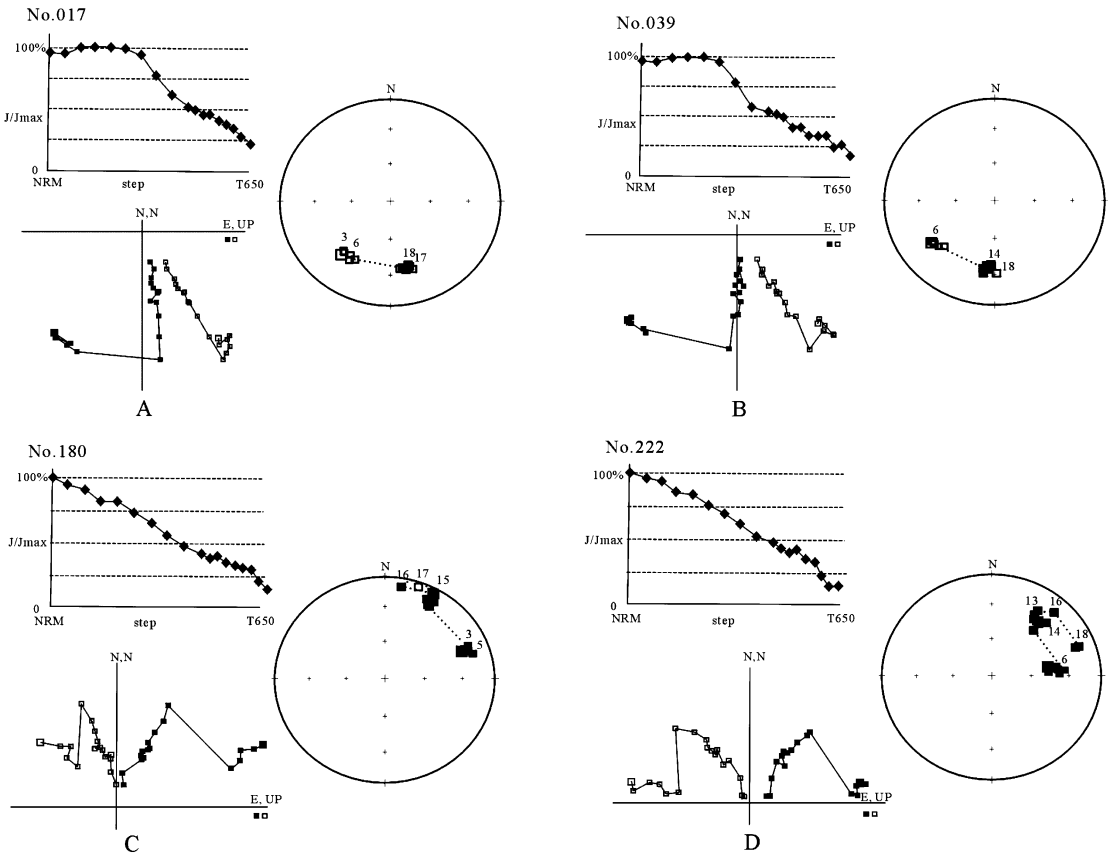 No.017
100%
J/Jmax
0
NRM
step
T650
N
3
6
18
17
N,N
E, UP
A
No.039
100%
J/Jmax
0
NRM
step
T650
N
6
14
18
N,N
E, UP
B
No.180
100%
J/Jmax
0
NRM
step
T650
N
16
17
15
3
5
N,N
E, UP
C
No.222
100%
J/Jmax
0
NRM
step
T650
N
13
16
14
18
6
N,N
E, UP
D